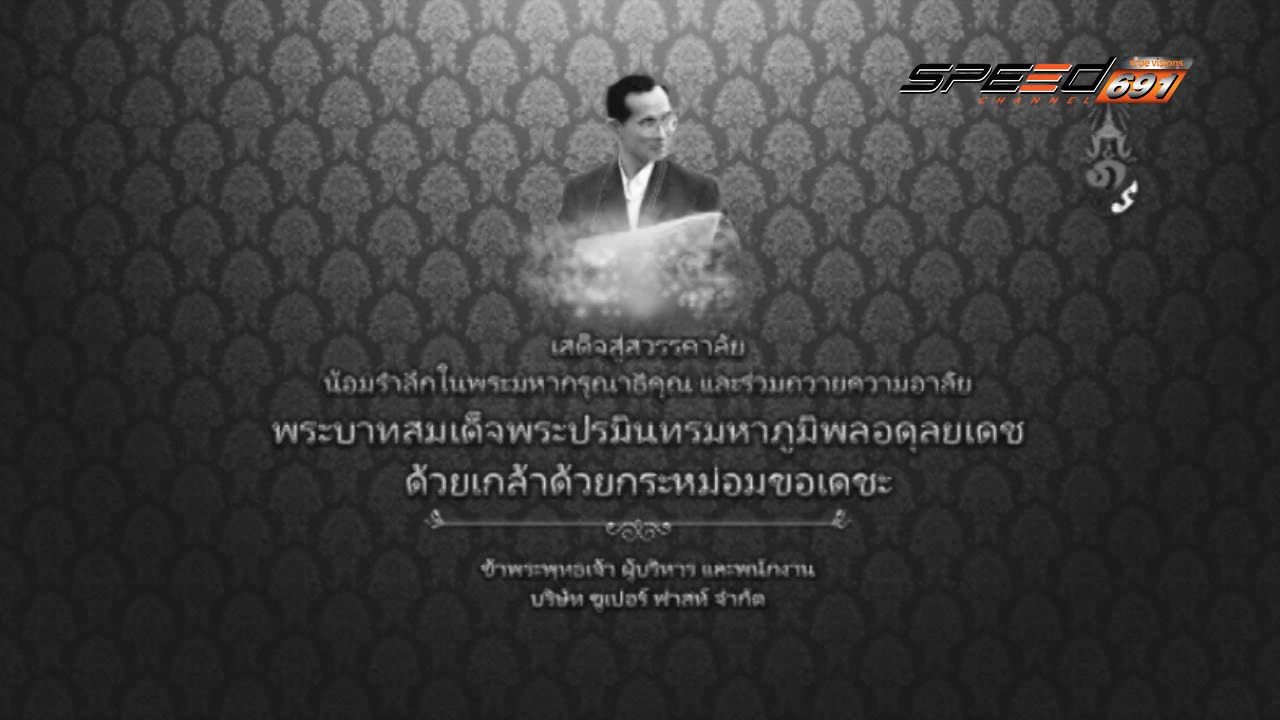 SPEED
CHANNEL
true visions
691
เสด็จสู่สวรรคาลัย
น้อมรำลึกในพระมหากรุณาธิคุณ และร่วมถวายความอาลัย
พระบาทสมเด็จพระปรมินทรมหาภูมิพลอดุลยเดช
ด้วยเกล้าด้วยกระหม่อมขอเดชะ
ข้าพระพุทธเจ้า ผู้บริหาร และพนักงาน
บริษัท ซูเปอร์ ฟาสท์ จำกัด